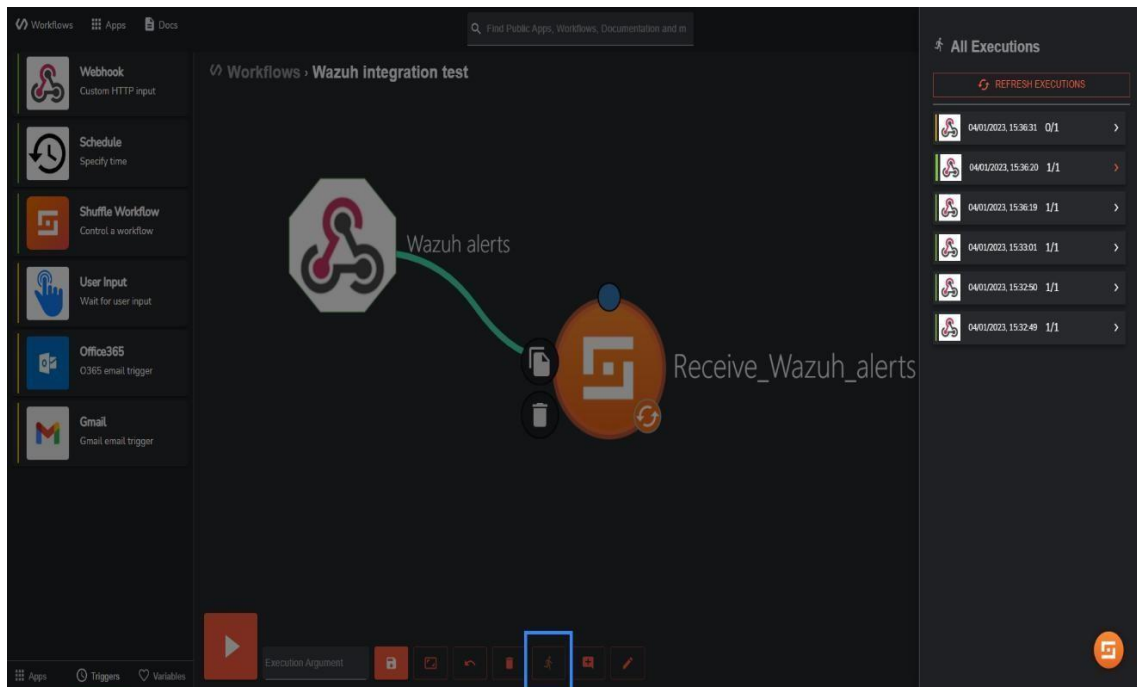 Workflows Apps Docs
Find Public Apps, Workflows, Documentation and m
Webhook
Custom HTTP input
Schedule
Specify time
Shuffle Workflow
Control a workflow
User Input
Wait for user input
Office365
O365 email trigger
Gmail
Gmail email trigger
Apps Triggers Variables
Workflows › Wazuh integration test
Wazuh alerts
Receive_Wazuh_alerts
Execution Argument
All Executions
REFRESH EXECUTIONS
04/01/2023, 15:36:31 0/1
04/01/2023, 15:36:20 1/1
04/01/2023, 15:36:19 1/1
04/01/2023, 15:33:01 1/1
04/01/2023, 15:32:50 1/1
04/01/2023, 15:32:49 1/1